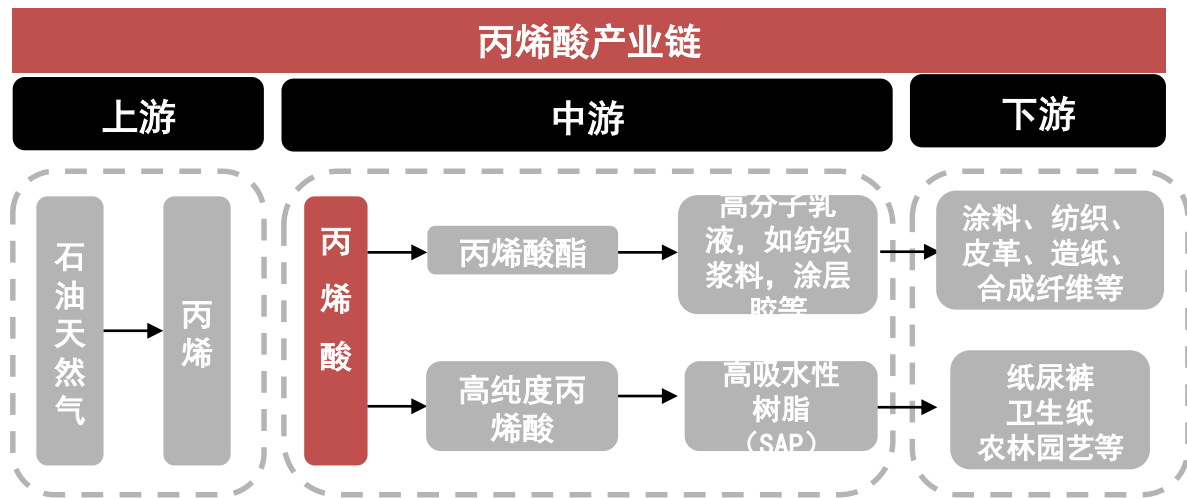 丙烯酸产业链
上游
中游
下游
石
油
天
然
气
丙
烯
丙
烯
酸
丙烯酸酯
高分子乳
液，如纺织
浆料，涂层
胶等
涂料、纺织、
皮革、造纸、
合成纤维等
高纯度丙
烯酸
高吸水性
树脂
（SAP）
纸尿裤
卫生纸
农林园艺等